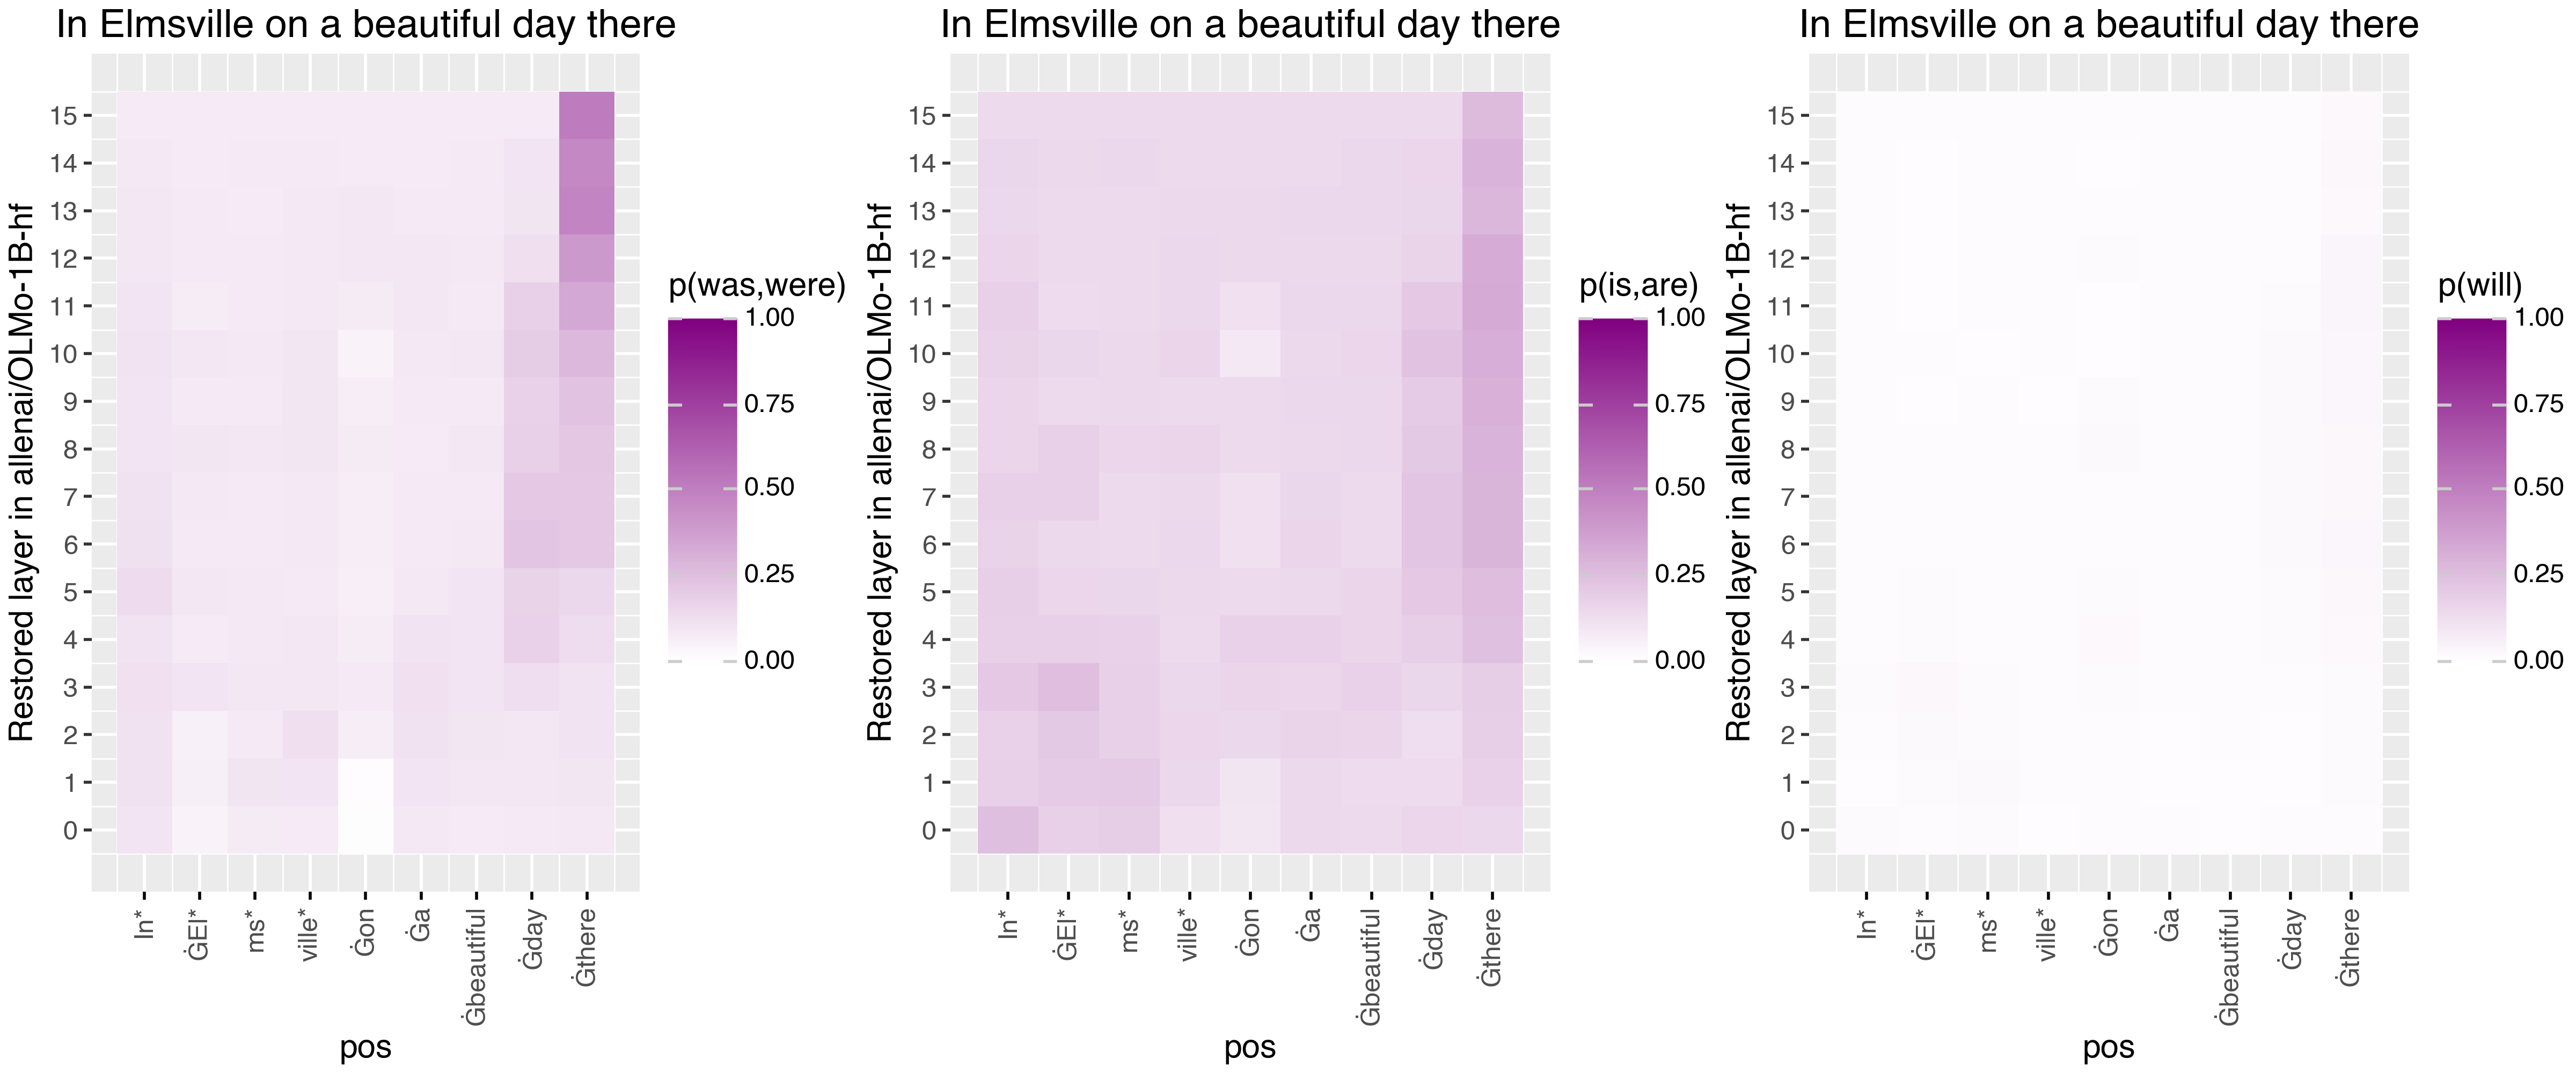 In Elmsville on a beautiful day there
Restored layer in allenai/OLMo-1B-hf
15
14
13
12
11
10
9
8
7
6
5
4
3
2
1
0
In*
ĠEl*
ms*
ville*
Ġon
Ġa
Ġbeautiful
Ġday
Ġthere
pos
p(was,were)
1.00
0.75
0.50
0.25
0.00
In Elmsville on a beautiful day there
Restored layer in allenai/OLMo-1B-hf
15
14
13
12
11
10
9
8
7
6
5
4
3
2
1
0
In*
ĠEl*
ms*
ville*
Ġon
Ġa
Ġbeautiful
Ġday
Ġthere
pos
p(is,are)
1.00
0.75
0.50
0.25
0.00
In Elmsville on a beautiful day there
Restored layer in allenai/OLMo-1B-hf
15
14
13
12
11
10
9
8
7
6
5
4
3
2
1
0
In*
ĠEl*
ms*
ville*
Ġon
Ġa
Ġbeautiful
Ġday
Ġthere
pos
p(will)
1.00
0.75
0.50
0.25
0.00